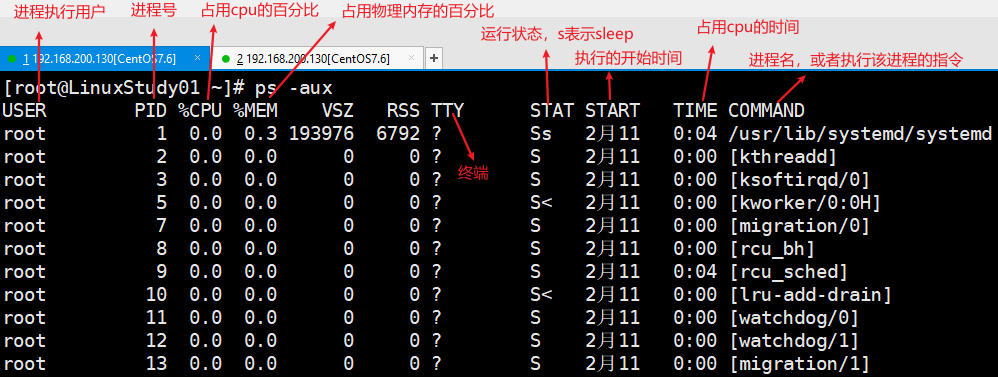 进程执行用户 进程号 占用cpu的百分比 占用物理内存的百分比
运行状态，s表示sleep 占用cpu的时间
执行的开始时间 进程名，或者执行该进程的指令
1 192.168.200.130[CentOS7.6] × 2 192.168.200.130[CentOS7.6] × +
[root@LinuxStudy01 ~]# ps -aux
USER PID %CPU %MEM VSZ RSS TTY STAT START TIME COMMAND
root 1 0.0 0.3 193976 6792 ? Ss 2月11 0:04 /usr/lib/systemd/systemd
root 2 0.0 0.0 0 0 ? S 2月11 0:00 [kthreadd]
终端
root 3 0.0 0.0 0 0 ? S 2月11 0:00 [ksoftirqd/0]
root 5 0.0 0.0 0 0 ? S< 2月11 0:00 [kworker/0:0H]
root 7 0.0 0.0 0 0 ? S 2月11 0:00 [migration/0]
root 8 0.0 0.0 0 0 ? S 2月11 0:00 [rcu_bh]
root 9 0.0 0.0 0 0 ? S 2月11 0:04 [rcu_sched]
root 10 0.0 0.0 0 0 ? S< 2月11 0:00 [lru-add-drain]
root 11 0.0 0.0 0 0 ? S 2月11 0:00 [watchdog/0]
root 12 0.0 0.0 0 0 ? S 2月11 0:00 [watchdog/1]
root 13 0.0 0.0 0 0 ? S 2月11 0:00 [migration/1]